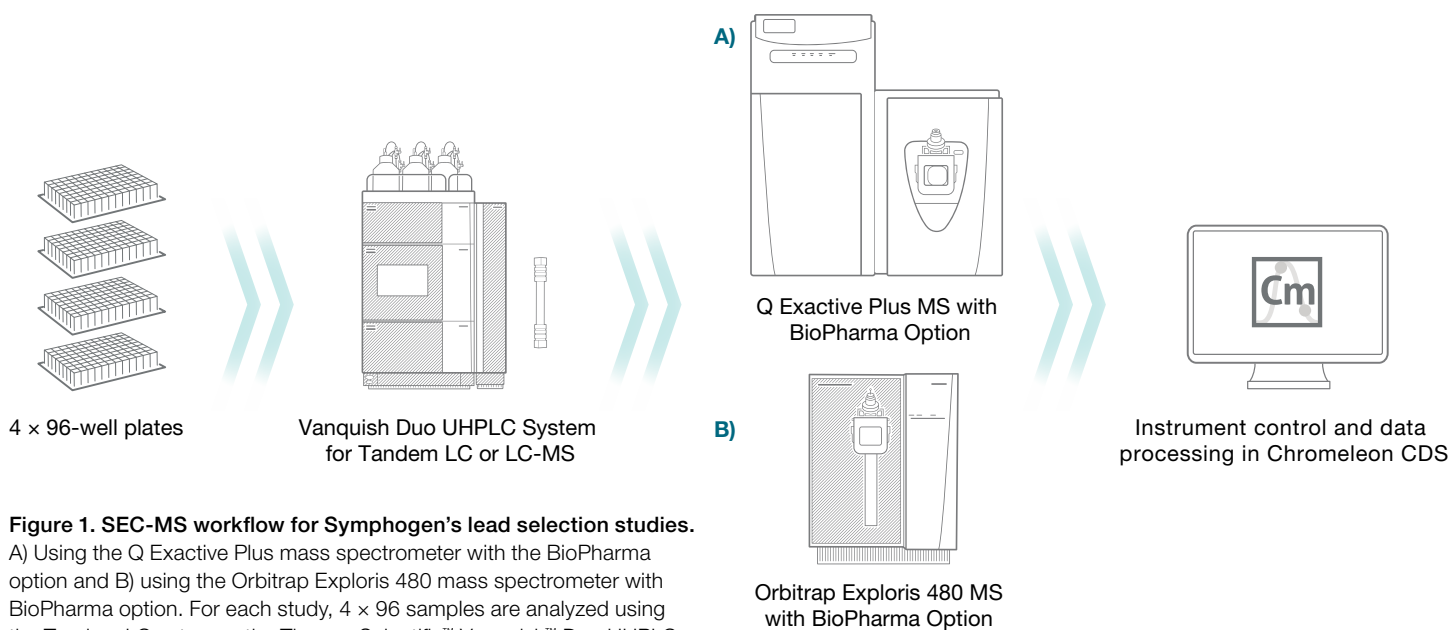 A)
Q Exactive Plus MS with
BioPharma Option
4 × 96-well plates
Vanquish Duo UHPLC System
for Tandem LC or LC-MS
B)
Cm
Instrument control and data
processing in Chromeleon CDS
Orbitrap Exploris 480 MS
with BioPharma Option
Figure 1. SEC-MS workflow for Symphogen’s lead selection studies.
A) Using the Q Exactive Plus mass spectrometer with the BioPharma
option and B) using the Orbitrap Exploris 480 mass spectrometer with
BioPharma option. For each study, 4 × 96 samples are analyzed using